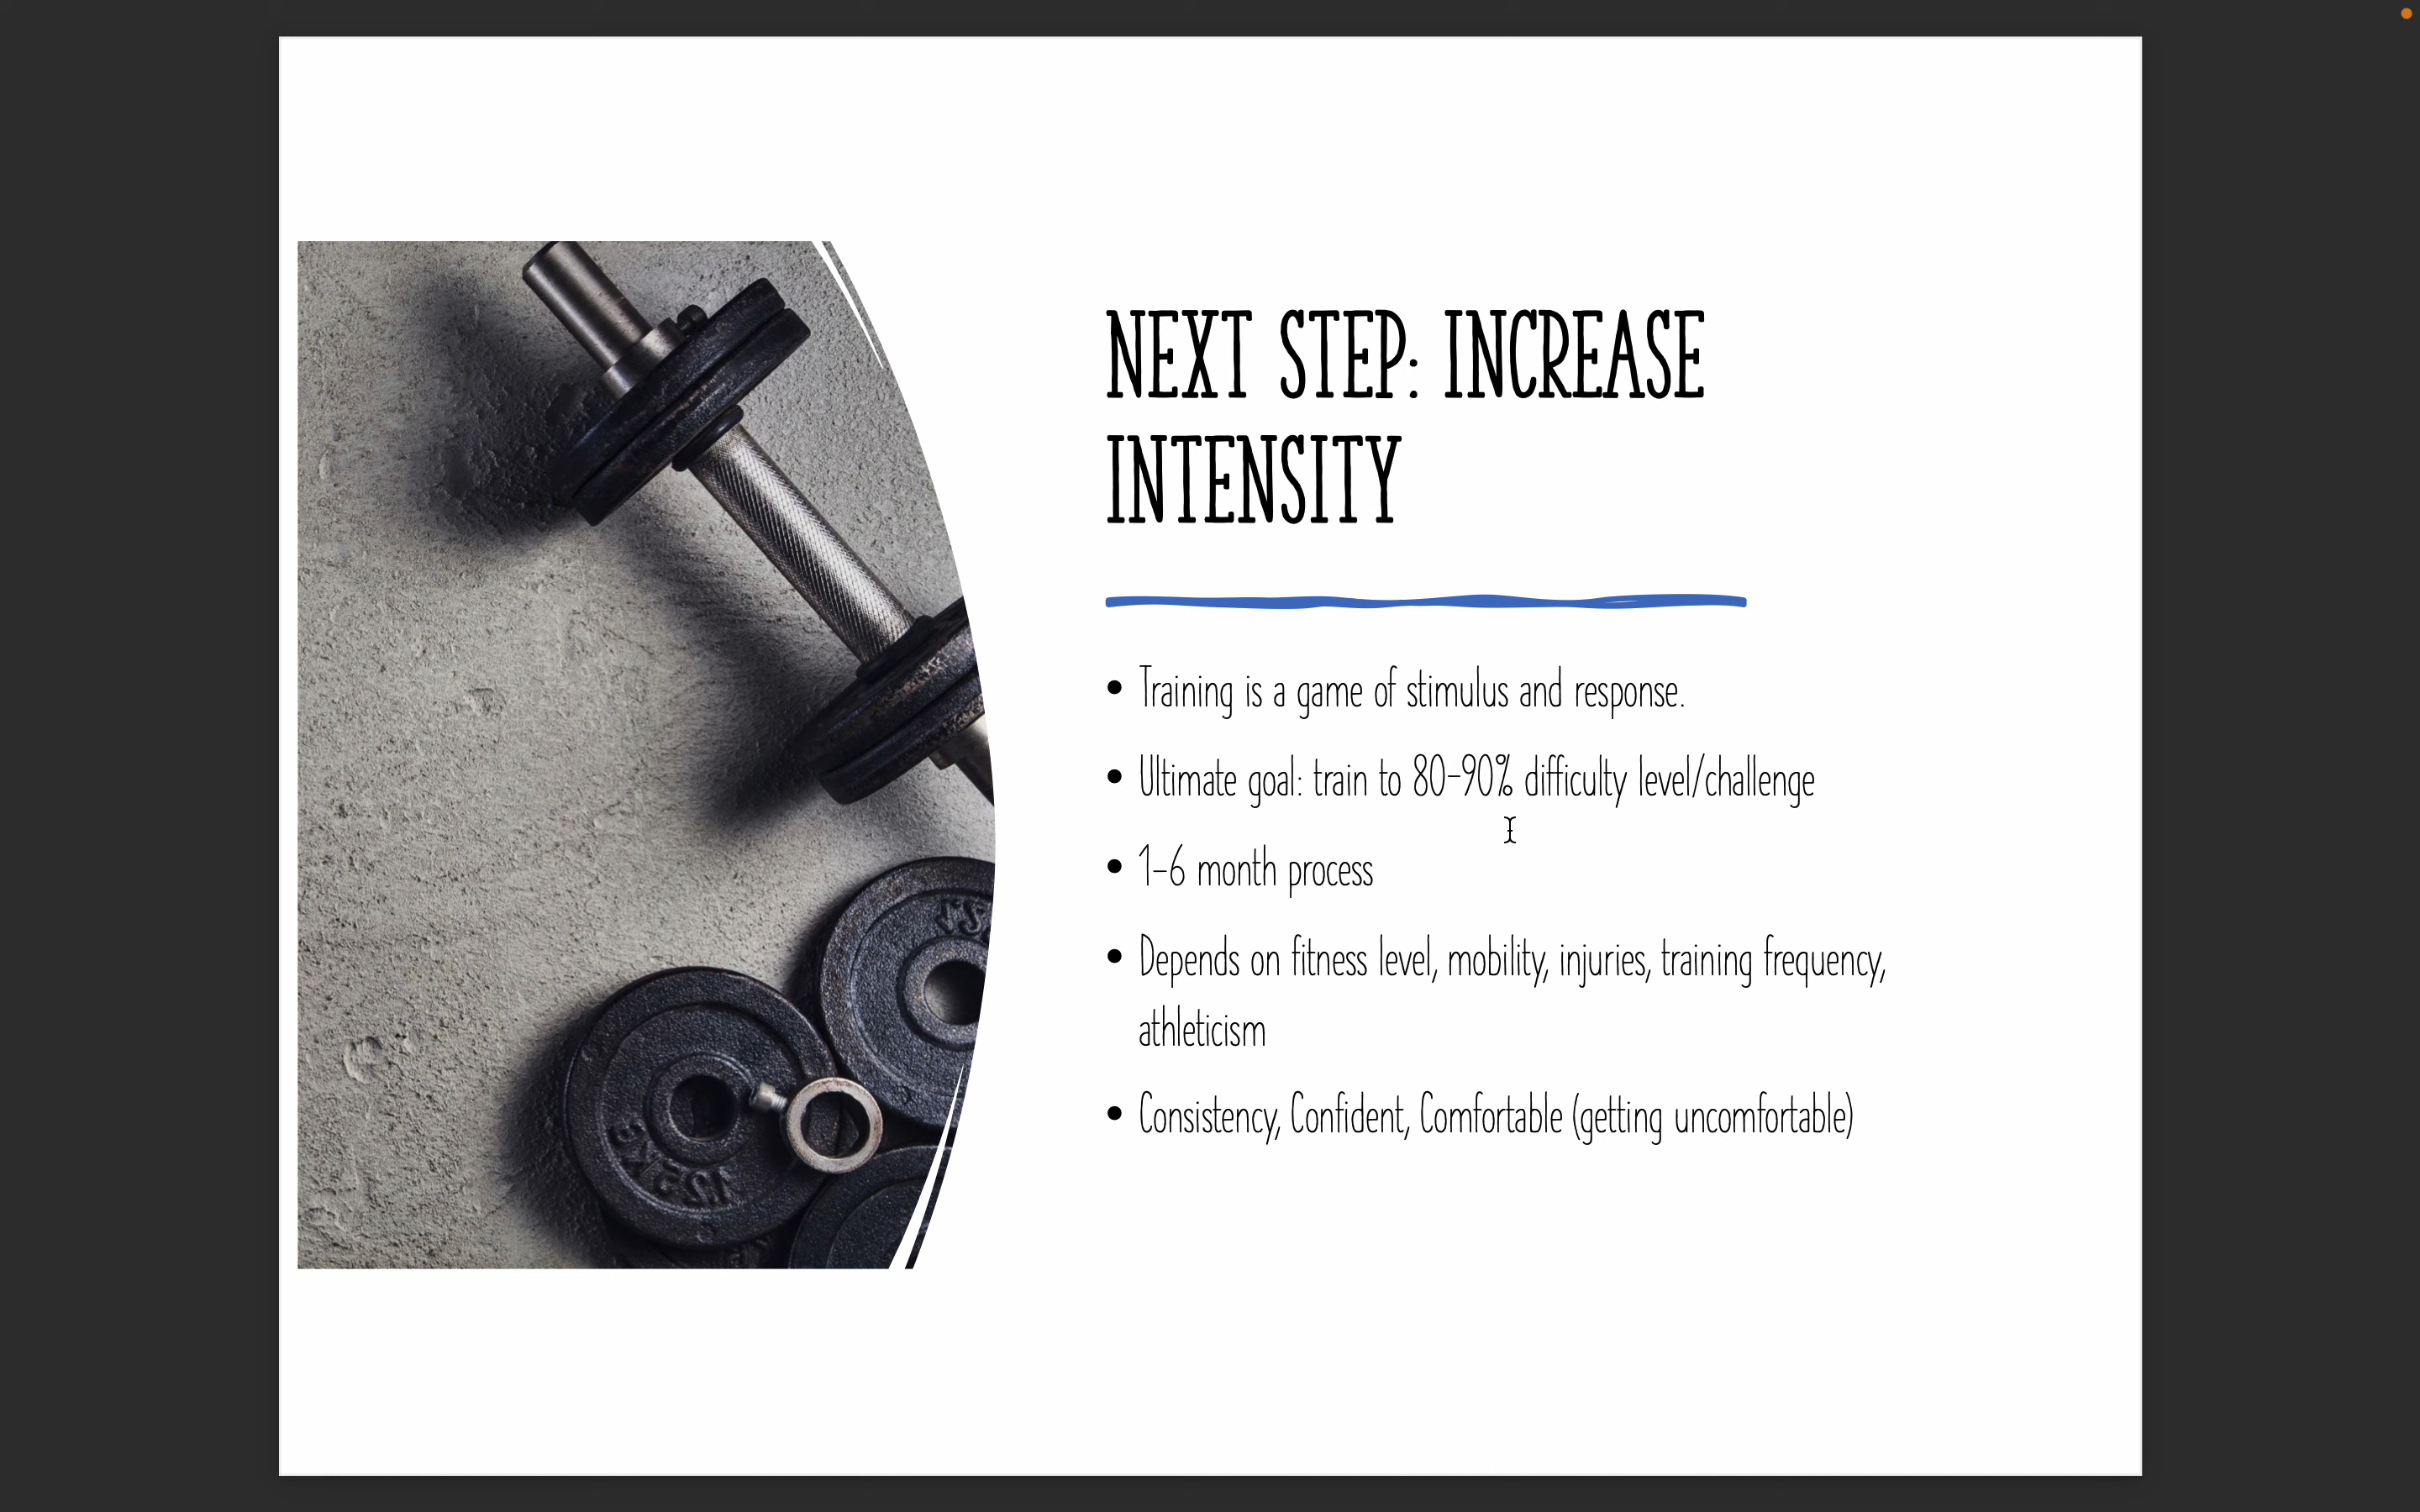 NEXT STEP: INCREASE
INTENSITY
• Training is a game of stimulus and response.
• Ultimate goal: train to 80-90% difficulty level/challenge
• 1-6 month process
• Depends on fitness level, mobility, injuries, training frequency,
athleticism
• Consistency, Confident, Comfortable (getting uncomfortable)